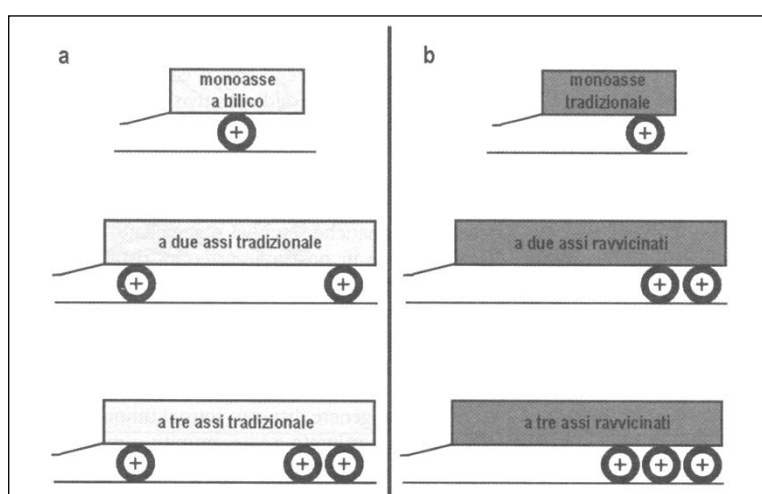 a
monoasse
a bilico
a due assi tradizionale
a tre assi tradizionale
b
monoasse
tradizionale
a due assi ravvicinati
a tre assi ravvicinati